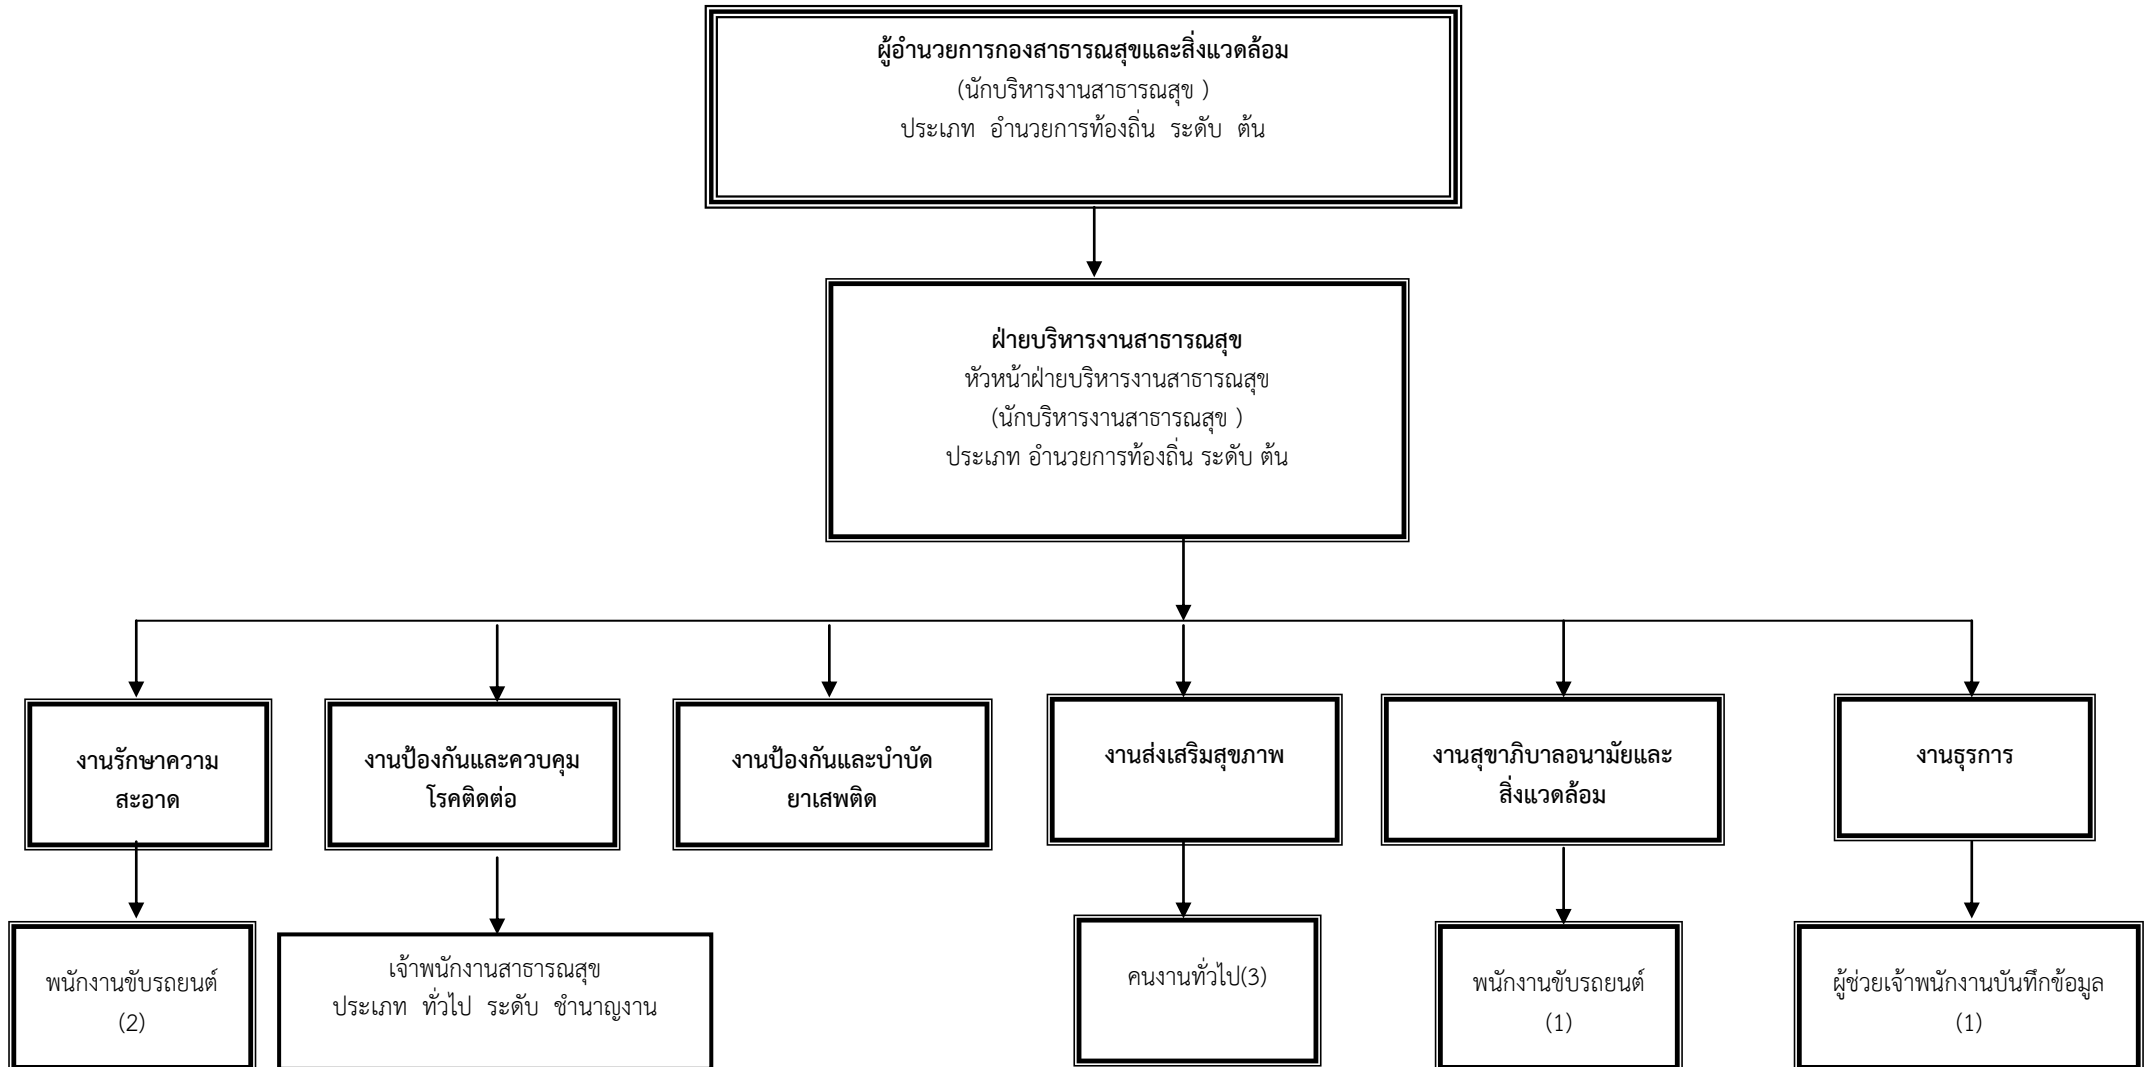 ผู้อำนวยการกองสาธารณสุขและสิ่งแวดล้อม
(นักบริหารงานสาธารณสุข )
ประเภท อำนวยการท้องถิ่น ระดับ ต้น
ฝ่ายบริหารงานสาธารณสุข
หัวหน้าฝ่ายบริหารงานสาธารณสุข
(นักบริหารงานสาธารณสุข )
ประเภท อำนวยการท้องถิ่น ระดับ ต้น
งานรักษาความ
สะอาด
งานป้องกันและควบคุม
โรคติดต่อ
งานป้องกันและบำบัด
ยาเสพติด
งานส่งเสริมสุขภาพ
งานสุขาภิบาลอนามัยและ
สิ่งแวดล้อม
งานธุรการ
พนักงานขับรถยนต์
(2)
เจ้าพนักงานสาธารณสุข
ประเภท ทั่วไป ระดับ ชำนาญงาน
คนงานทั่วไป(3)
พนักงานขับรถยนต์
(1)
ผู้ช่วยเจ้าพนักงานบันทึกข้อมูล
(1)